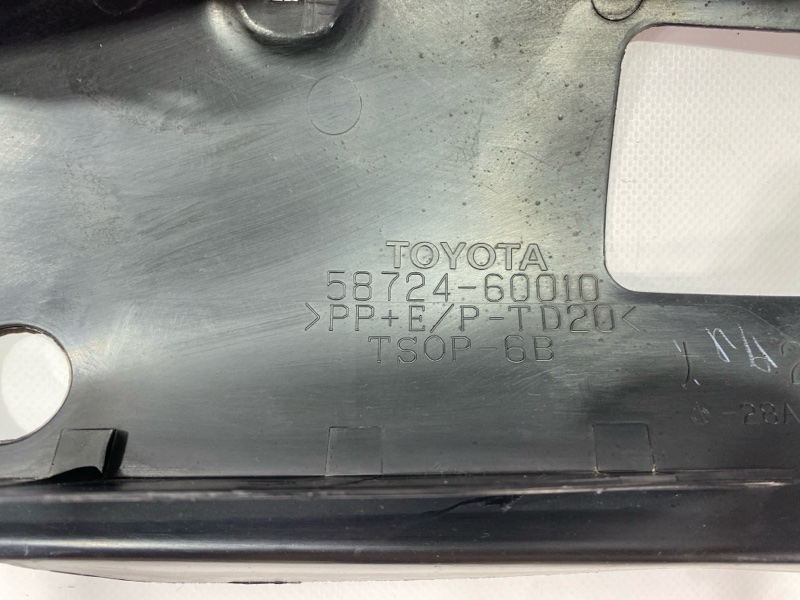 TOYOTA
58724-60010
>PP+E/P-TD20<
TSOP-6B